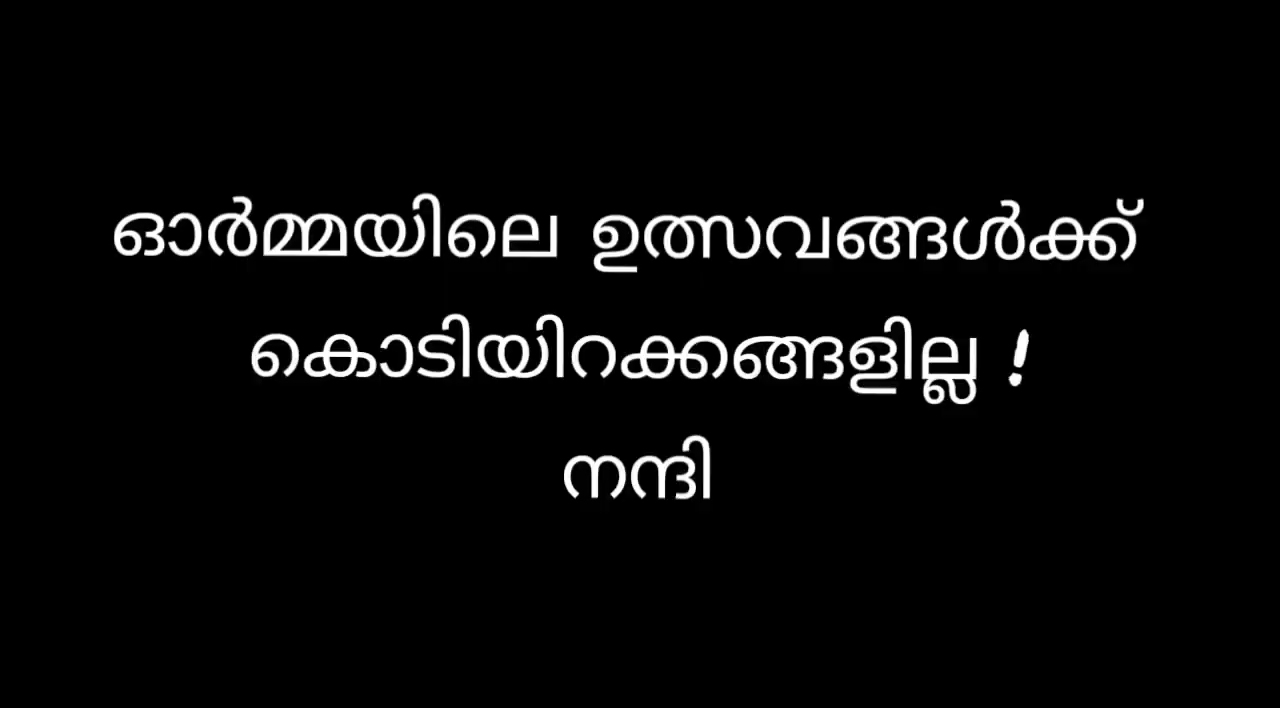 ഓർമ്മയിലെ ഉത്സവങ്ങൾക്ക്
കൊടിയിറക്കങ്ങളില്ല !
നന്ദി